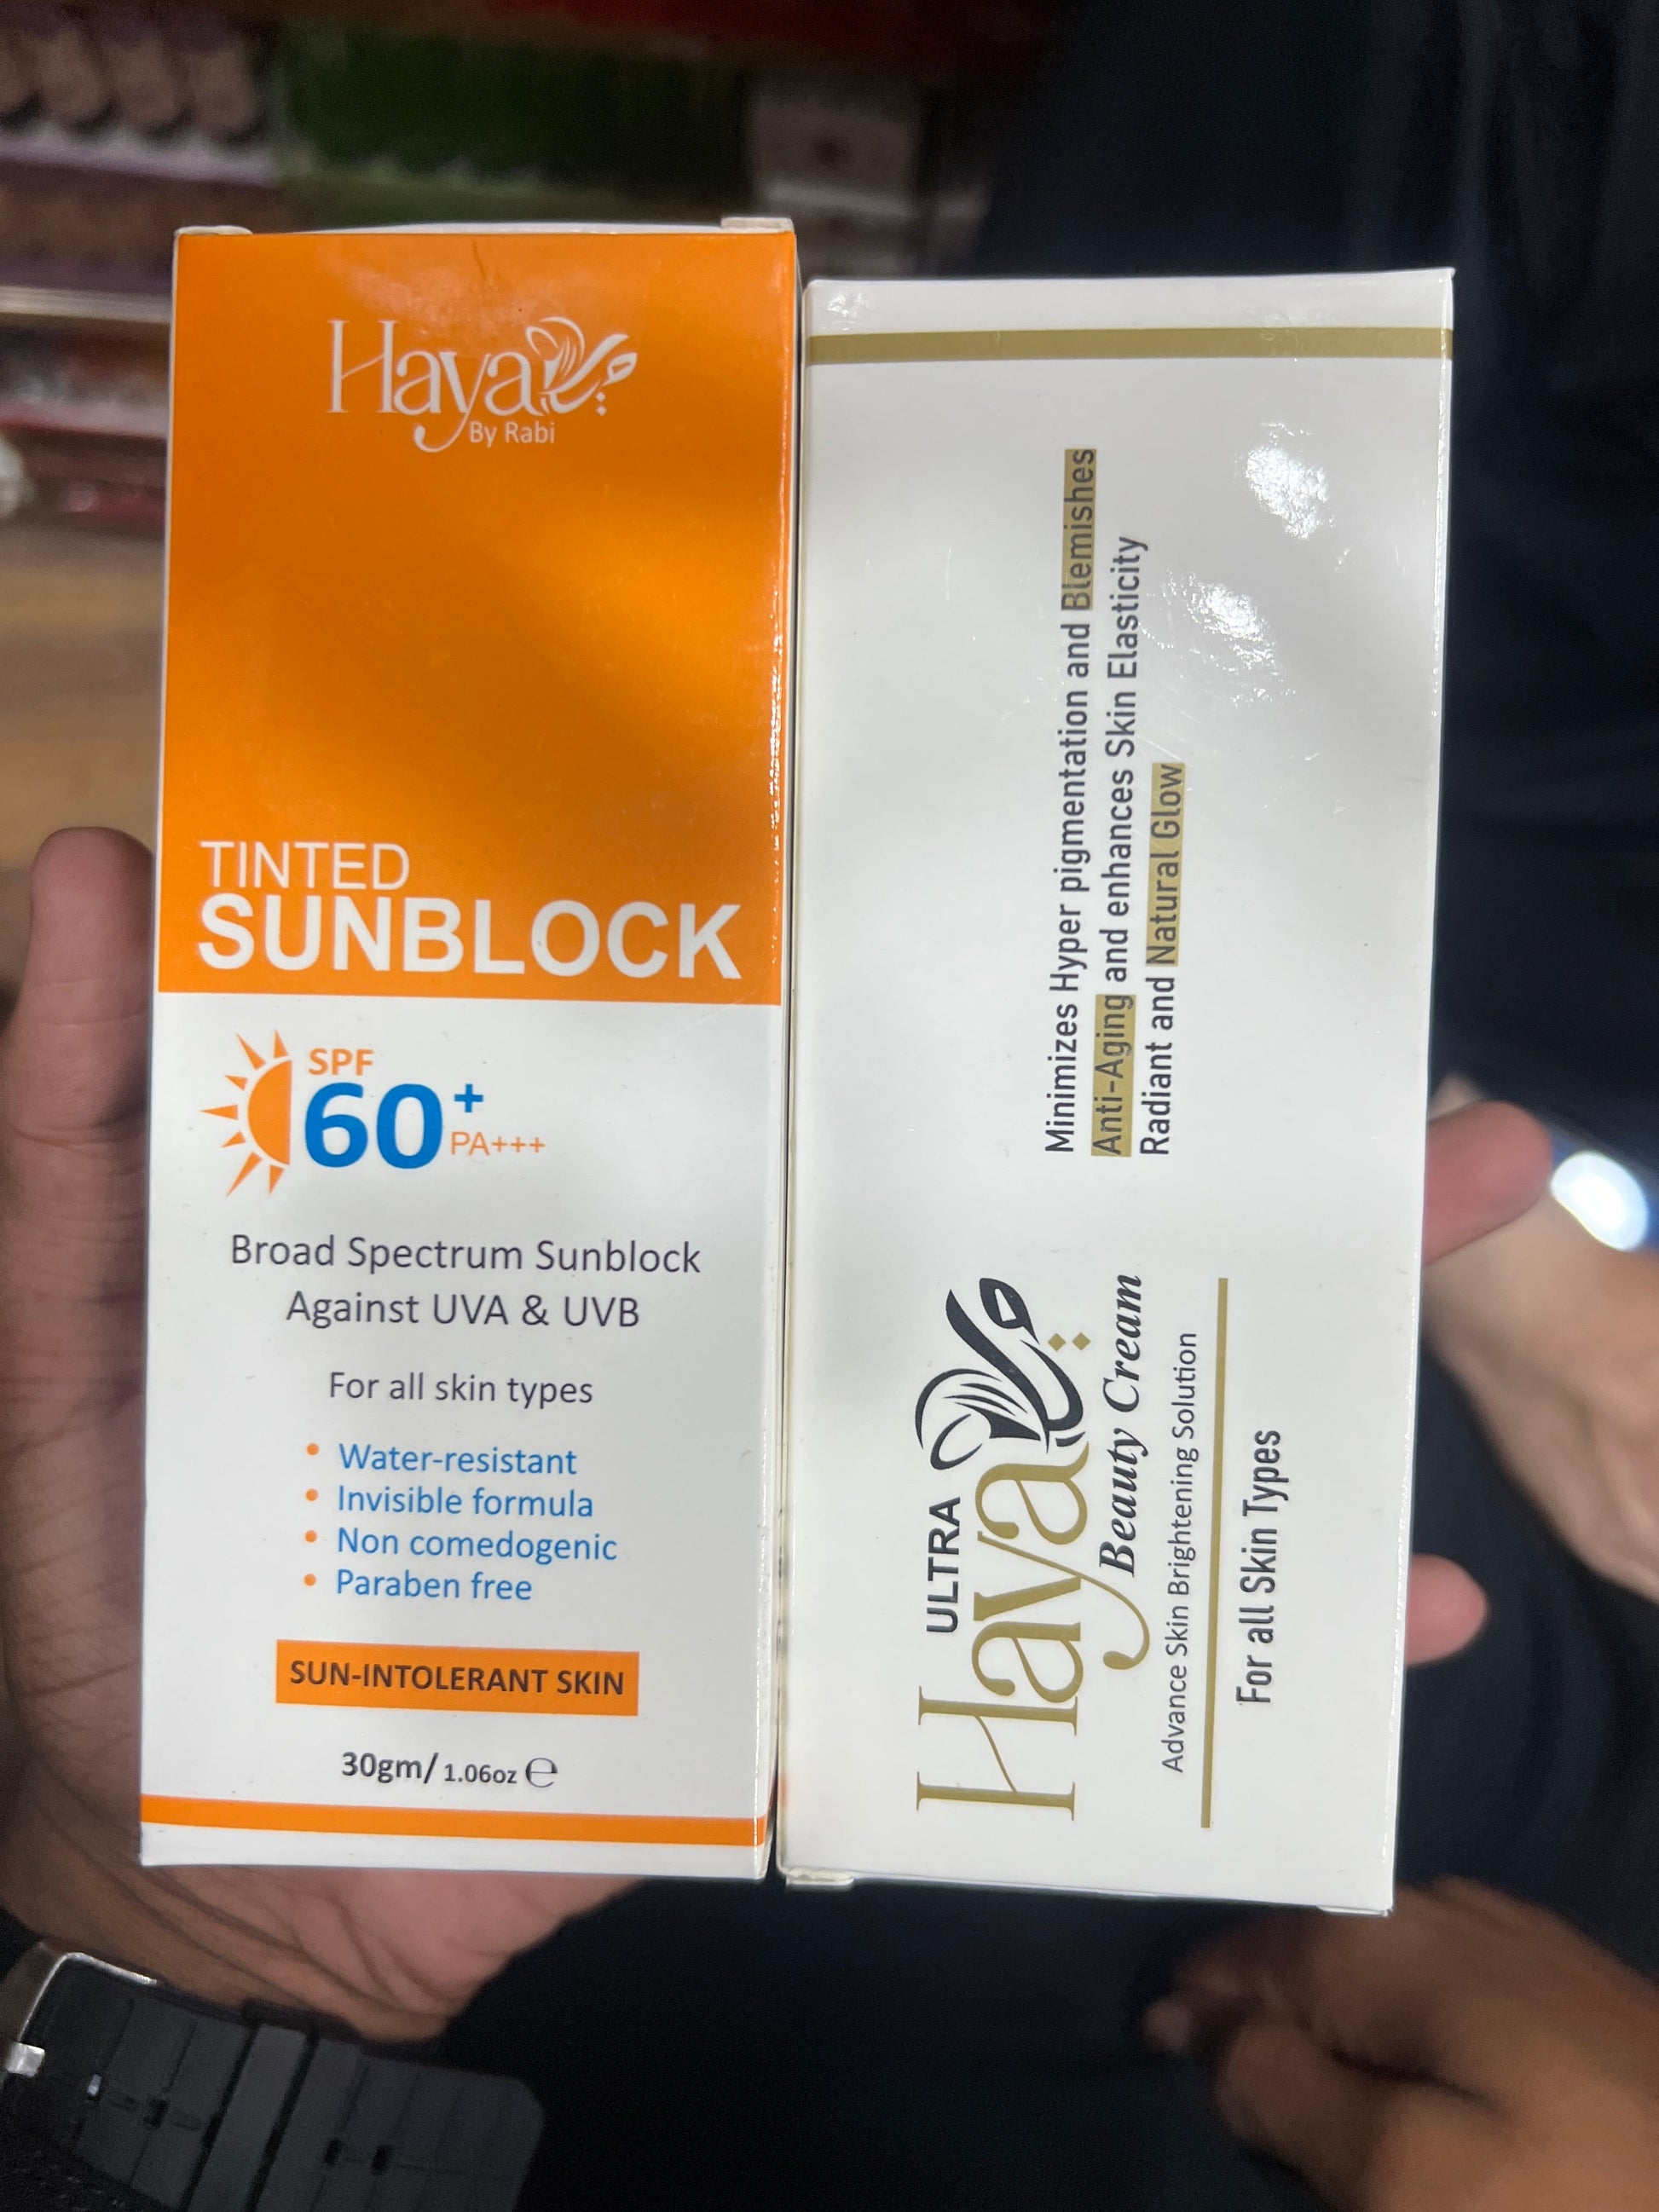 Haya
By Rabi
TINTED
SUNBLOCK
SPF
60+
PA+++
Broad Spectrum Sunblock
Against UVA & UVB
For all skin types
• Water-resistant
• Invisible formula
• Non comedogenic
• Paraben free
SUN-INTOLERANT SKIN
30gm/ 1.06oz ℮
ULTRA
Haya
Beauty Cream
Advance Skin Brightening Solution
For all Skin Types
Minimizes Hyper pigmentation and Blemishes
Anti-Aging and enhances Skin Elasticity
Radiant and Natural Glow